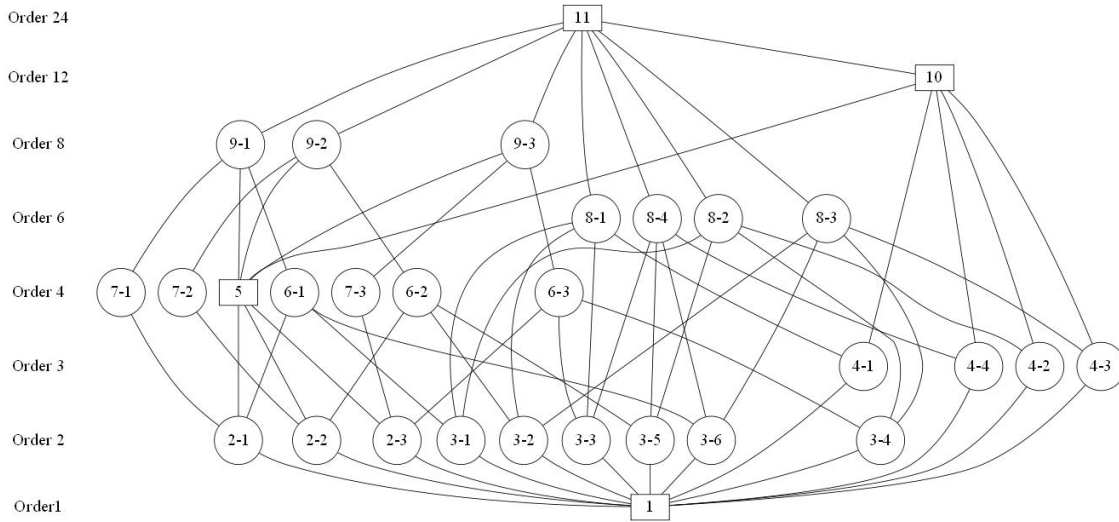 Order 24 11
Order 12 10
Order 8 9-1 9-2 9-3
Order 6 8-1 8-4 8-2 8-3
Order 4 7-1 7-2 5 6-1 7-3 6-2 6-3
Order 3 4-1 4-4 4-2 4-3
Order 2 2-1 2-2 2-3 3-1 3-2 3-3 3-5 3-6 3-4
Order1 1